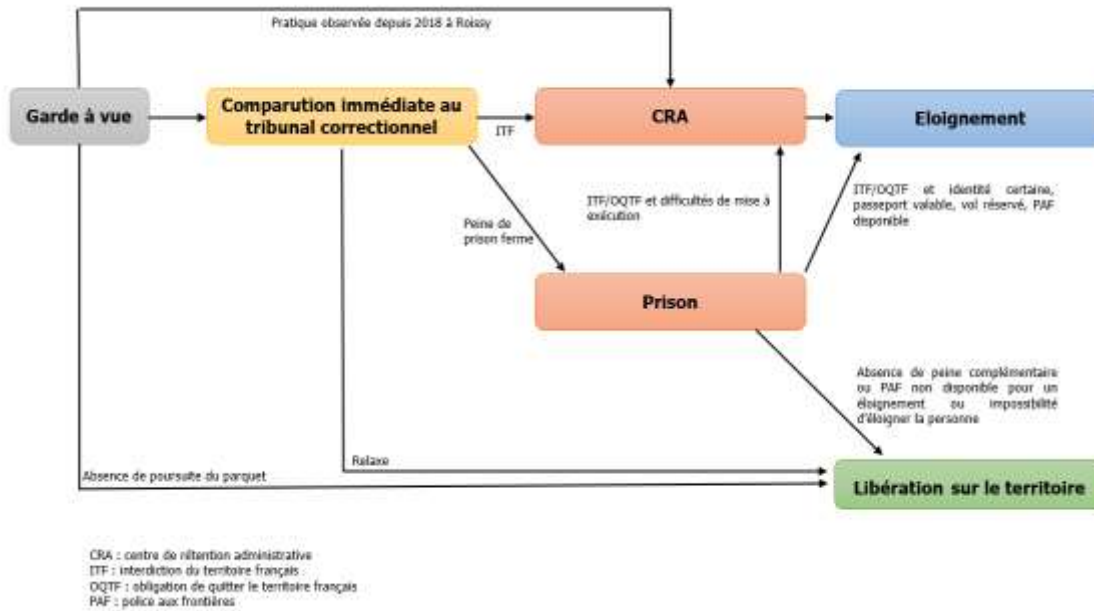 Pratique observée depuis 2018 à Roissy
Garde à vue
Comparution immédiate au
tribunal correctionnel
ITF
CRA
Eloignement
ITF/OQTF et difficultés de mise à
exécution
ITF/OQTF et identité certaine,
passeport valable, vol réservé, PAF
disponible
Peine de
prison ferme
Prison
Absence de peine complémentaire
ou PAF non disponible pour un
éloignement ou impossibilité
d'éloigner la personne
Relaxe
Absence de poursuite du parquet
Libération sur le territoire
CRA : centre de rétention administrative
ITF : interdiction du territoire français
OQTF : obligation de quitter le territoire français
PAF : police aux frontières